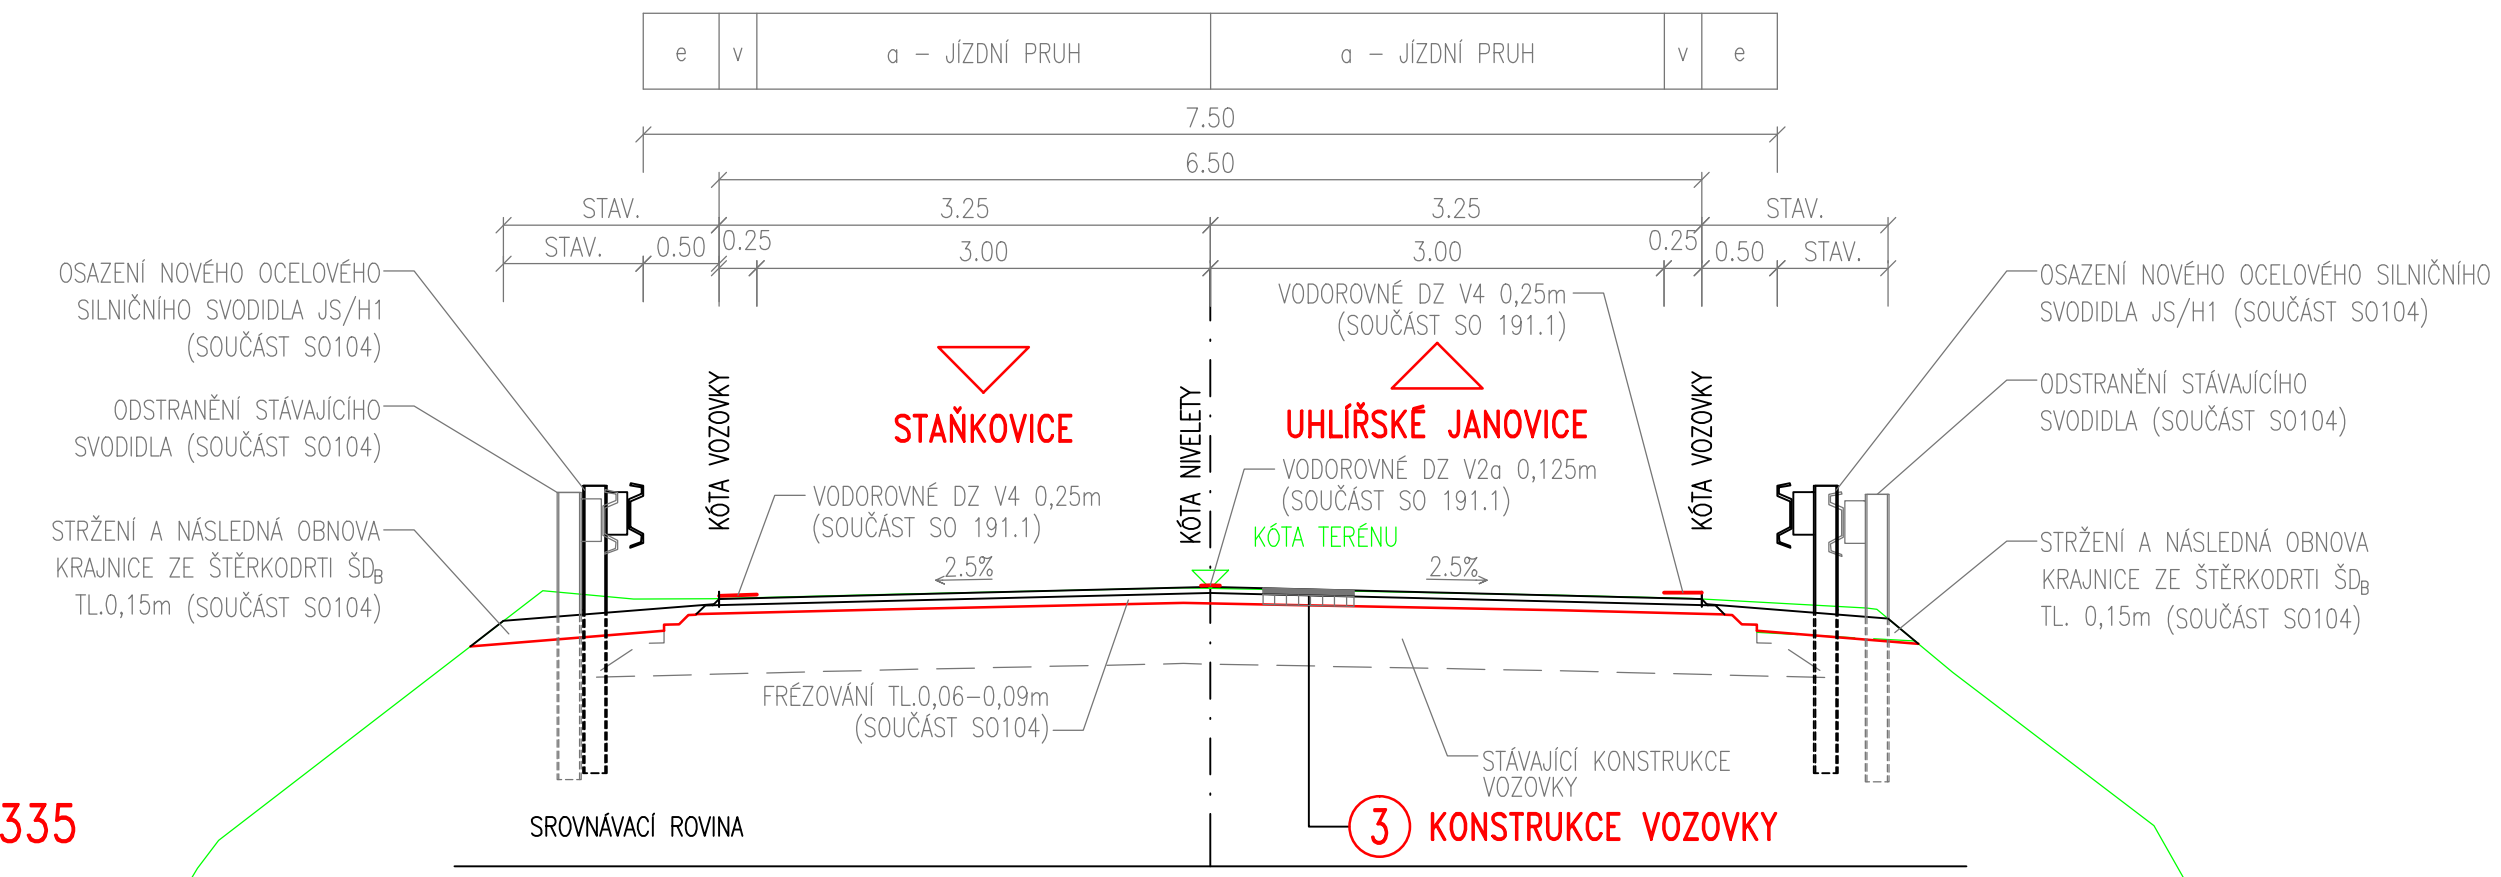 e
v
a – JÍZDNÍ PRUH
a – JÍZDNÍ PRUH
v
e
7.50
6.50
STAV.
3.25
3.25
STAV.
STAV.
0.50
0.25
3.00
3.00
0.25
0.50
STAV.
OSAZENÍ NOVÉHO OCELOVÉHO
SILNIČNÍHO SVODIDLA JS/H1
(SOUČÁST SO104)
ODSTRANĚNÍ STÁVAJÍCÍHO
SVODIDLA (SOUČÁST SO104)
STRŽENÍ A NÁSLEDNÁ OBNOVA
KRAJNICE ZE ŠTĚRKODRTI ŠDB
TL.0,15m (SOUČÁST SO104)
KÓTA VOZOVKY
STANKOVICE
STAŇKOVICE
VODOROVNÉ DZ V4 0,25m
(SOUČÁST SO 191.1)
2.5%
KÓTA NIVELETY
VODOROVNÉ DZ V4 0,25m
(SOUČÁST SO 191.1)
UHLÍŘSKÉ JANOVICE
VODOROVNÉ DZ V2a 0,125m
(SOUČÁST SO 191.1)
KÓTA TERÉNU
2.5%
KÓTA VOZOVKY
OSAZENÍ NOVÉHO OCELOVÉHO SILNIČNÍHO
SVODIDLA JS/H1 (SOUČÁST SO104)
ODSTRANĚNÍ STÁVAJÍCÍHO
SVODIDLA (SOUČÁST SO104)
STRŽENÍ A NÁSLEDNÁ OBNOVA
KRAJNICE ZE ŠTĚRKODRTI ŠDB
TL. 0,15m (SOUČÁST SO104)
FRÉZOVÁNÍ TL.0,06–0,09m
(SOUČÁST SO104)
STÁVAJÍCÍ KONSTRUKCE
VOZOVKY
335
SROVNÁVACÍ ROVINA
3
KONSTRUKCE VOZOVKY